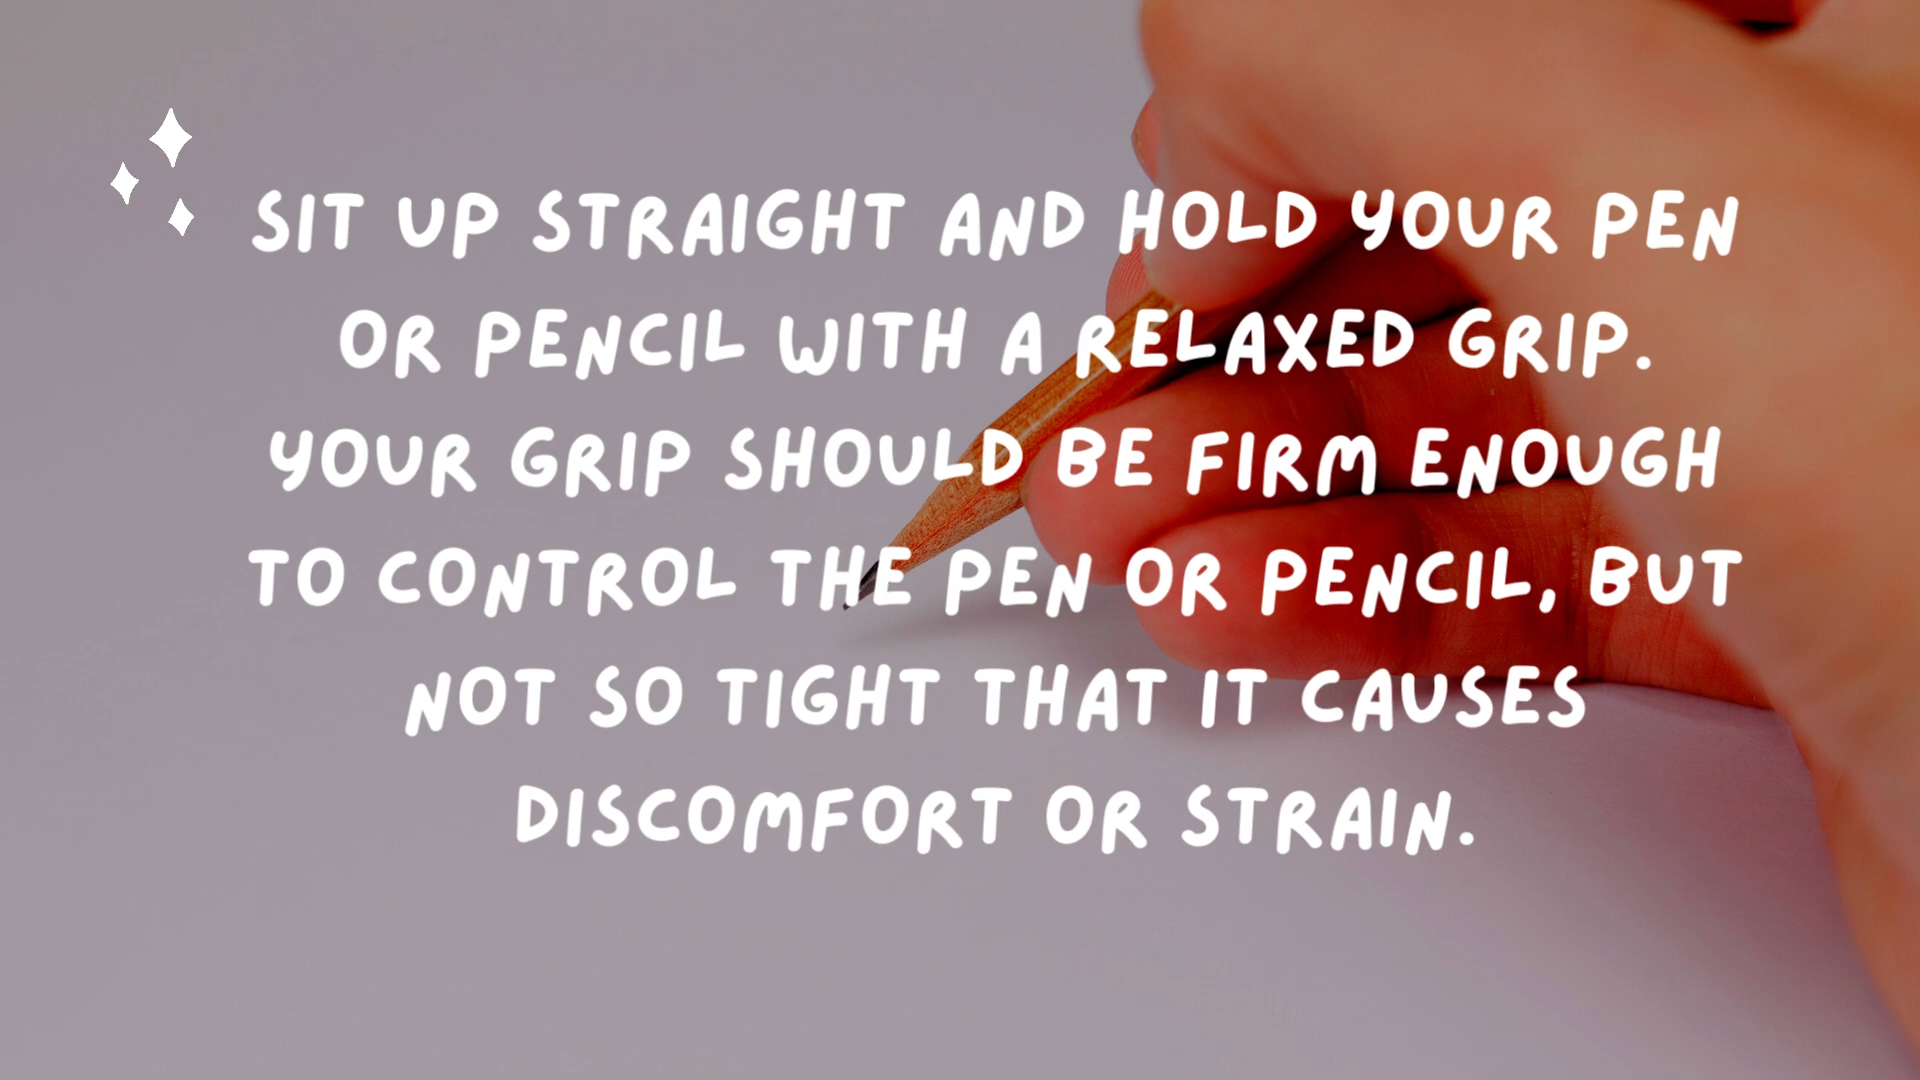 SIT UP STRAIGHT AND HOLD YOUR PEN
OR PENCIL WITH A RELAXED GRIP.
YOUR GRIP SHOULD BE FIRM ENOUGH
TO CONTROL THE PEN OR PENCIL, BUT
NOT SO TIGHT THAT IT CAUSES
DISCOMFORT OR STRAIN.